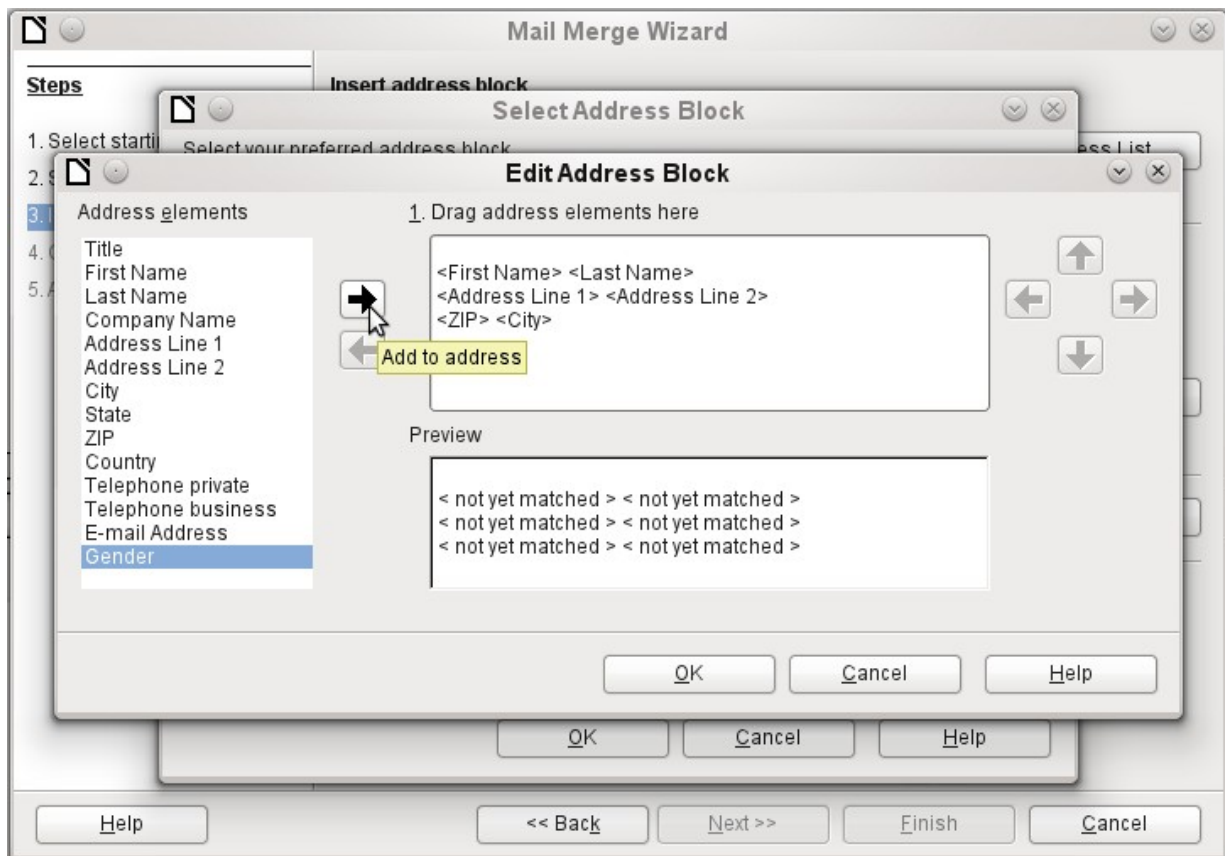 Mail Merge Wizard
Steps
Insert address block
Select Address Block
1. Select starti
Select your preferred address block
ess List
2. S
Edit Address Block
3. I
Address elements
1. Drag address elements here
4.
5. A
Title
First Name
Last Name
Company Name
Address Line 1
Address Line 2
City
State
ZIP
Country
Telephone private
Telephone business
E-mail Address
Gender
<First Name> <Last Name>
<Address Line 1> <Address Line 2>
<ZIP> <City>
Add to address
Preview
< not yet matched > < not yet matched >
< not yet matched > < not yet matched >
< not yet matched > < not yet matched >
OK Cancel Help
OK Cancel Help
Help << Back Next >> Finish Cancel